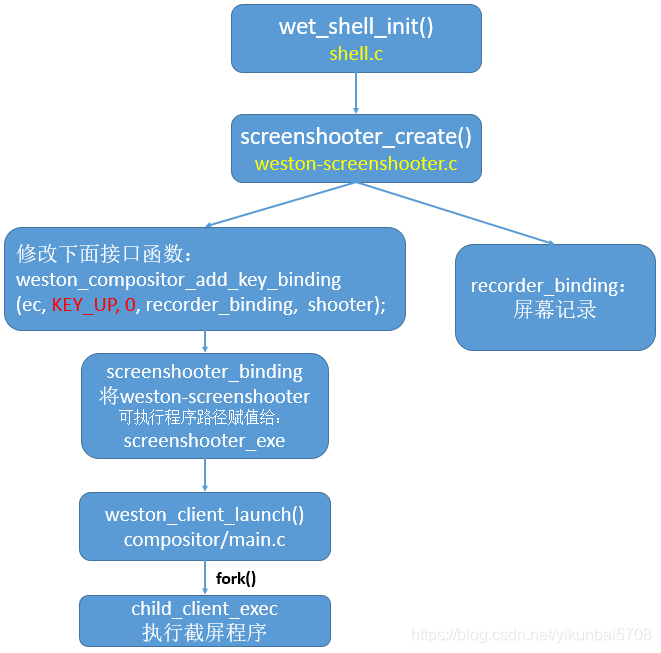 wet_shell_init()
shell.c
screenshooter_create()
weston-screenshooter.c
修改下面接口函数：
weston_compositor_add_key_binding
(ec, KEY_UP, 0, recorder_binding, shooter);
recorder_binding：
屏幕记录
screenshooter_binding
将weston-screenshooter
可执行程序路径赋值给：
screenshooter_exe
weston_client_launch()
compositor/main.c
fork()
child_client_exec
执行截屏程序
https://blog.csdn.net/yikunbai5708